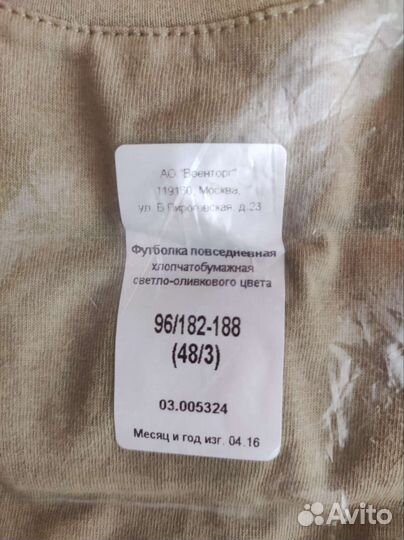 АО "Военторг"
119160, Москва,
ул. Б.Пироговская, д.23
Футболка повседневная
хлопчатобумажная
светло-оливкового цвета
96/182-188
(48/3)
03.005324
Месяц и год изг. 04.16
Avito